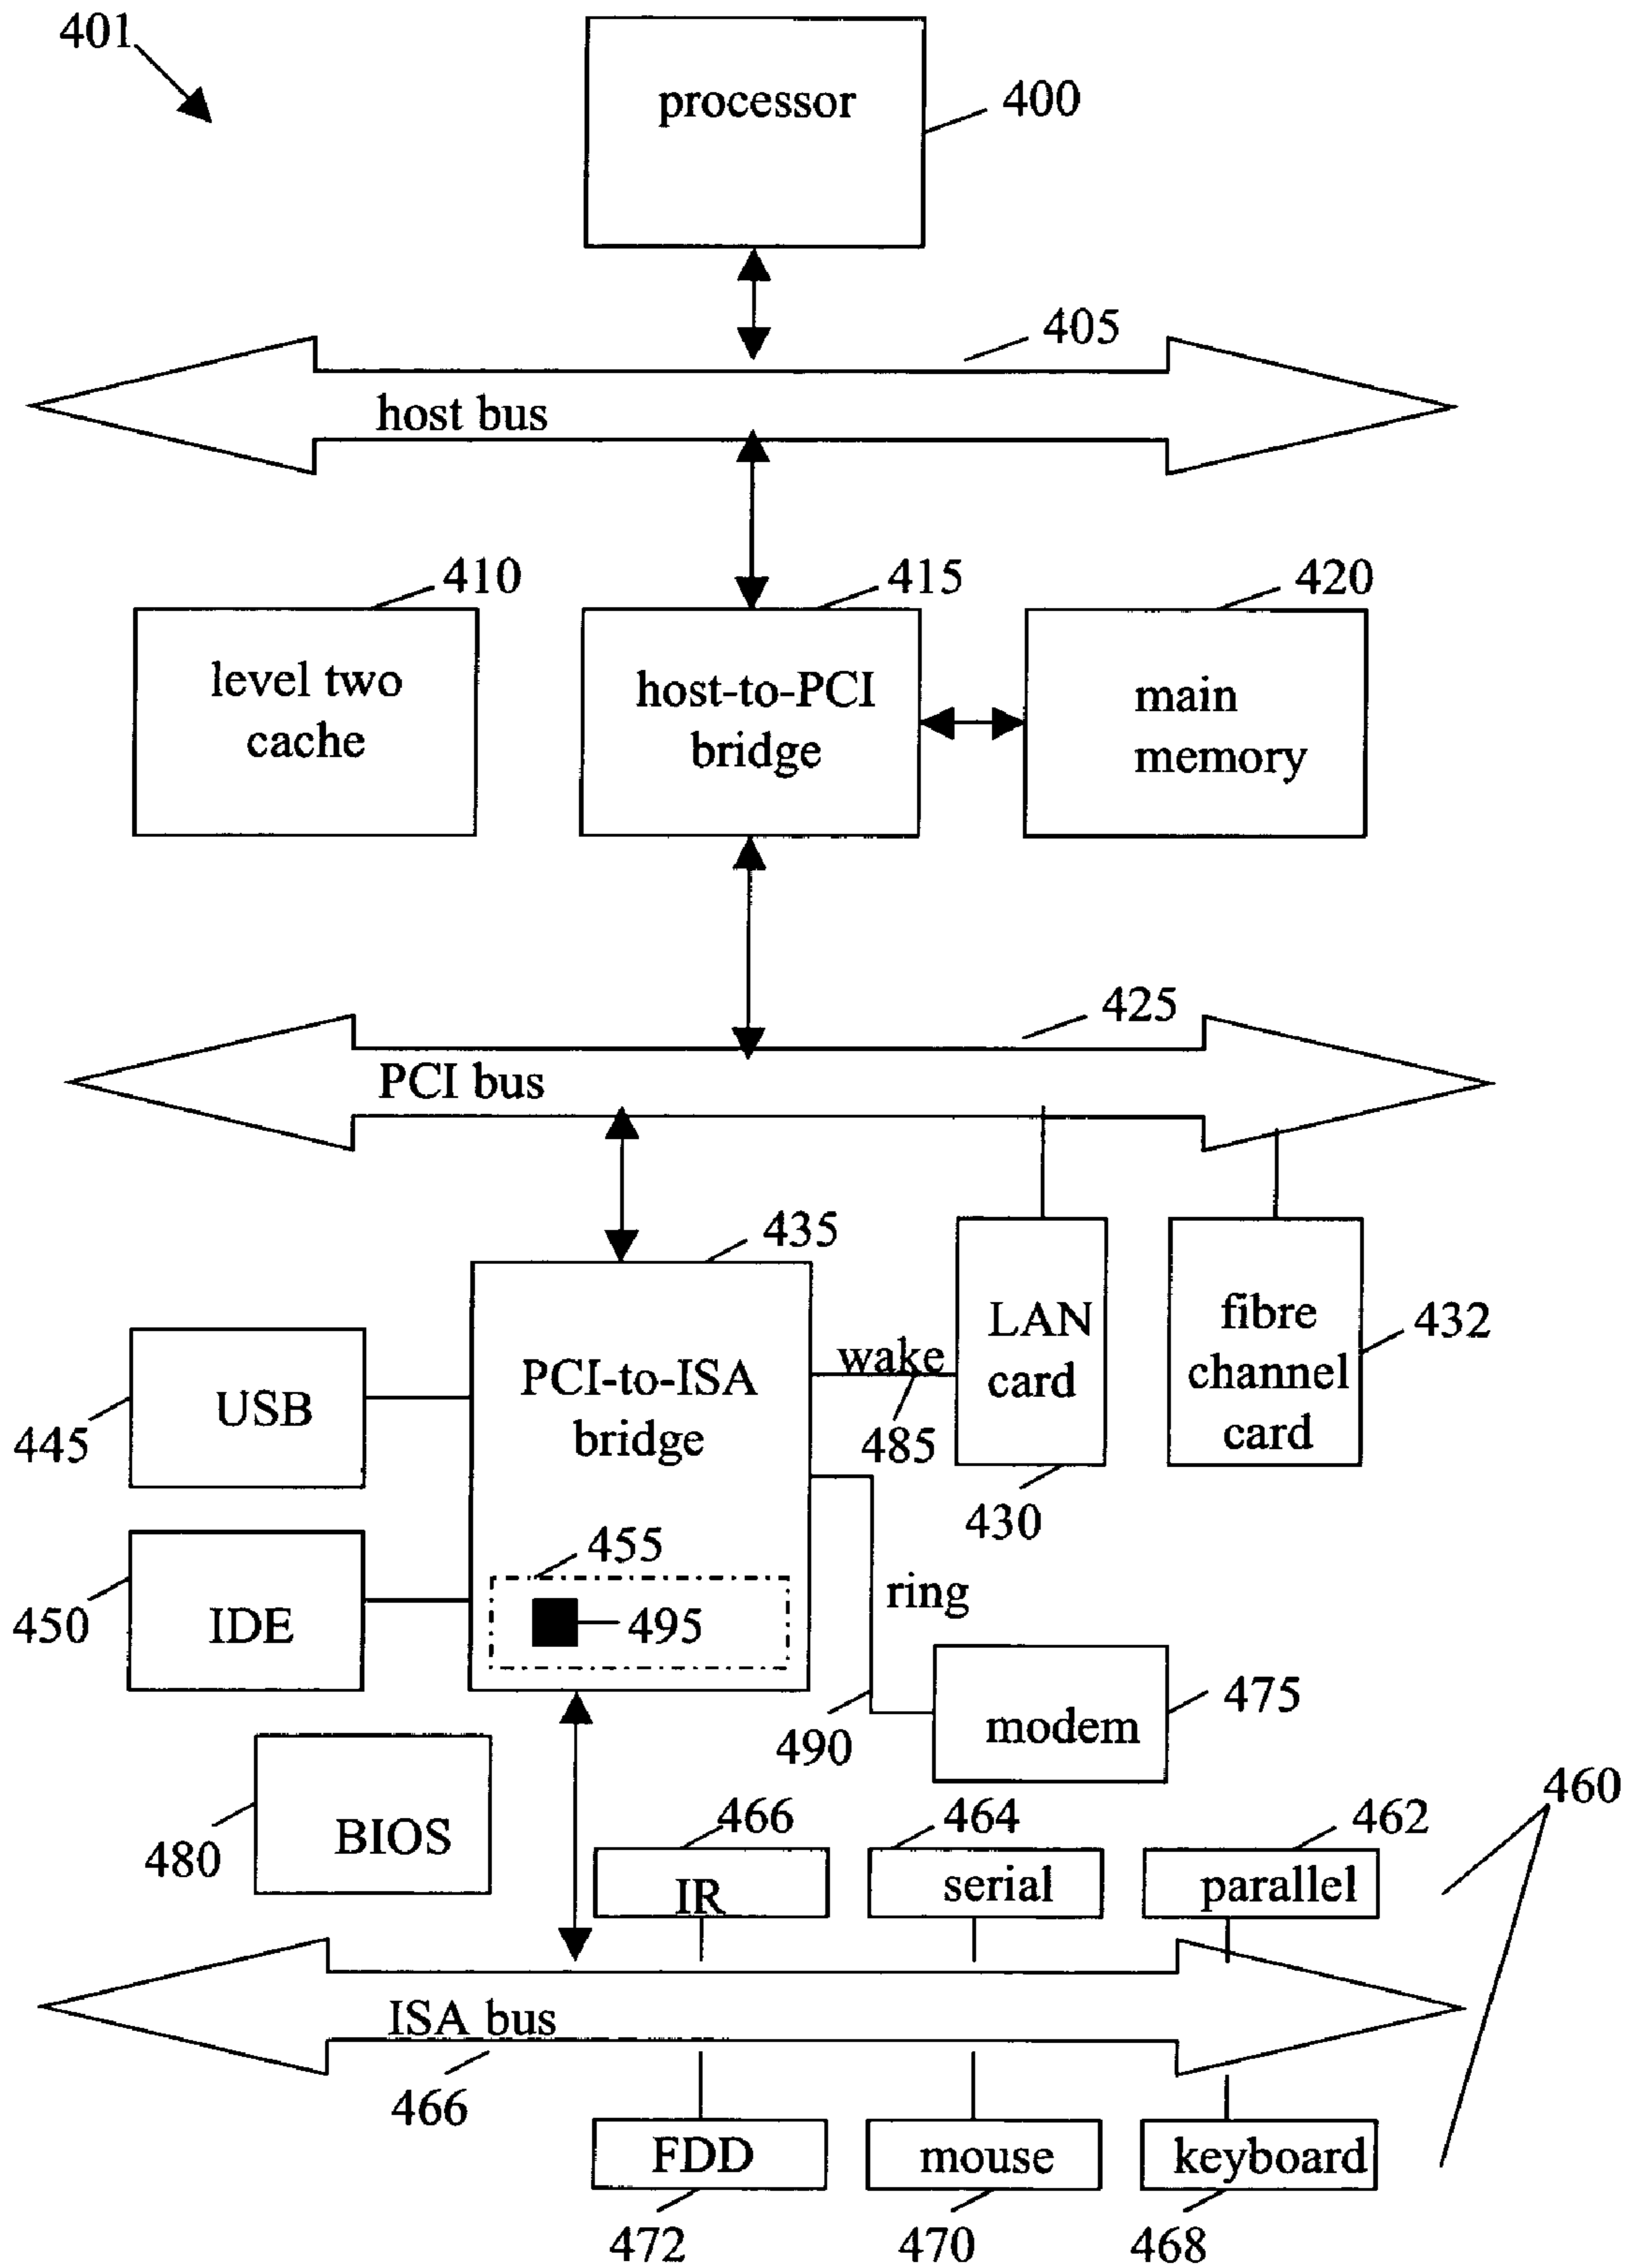 401
processor
400
405
host bus
410
415
420
level two
cache
host-to-PCI
bridge
main
memory
425
PCI bus
435
USB
445
PCI-to-ISA
bridge
wake
485
LAN
card
430
fibre
channel
card
432
IDE
450
455
495
ring
490
modem
475
BIOS
480
460
466
464
462
IR
serial
parallel
ISA bus
466
FDD
mouse
keyboard
472
470
468